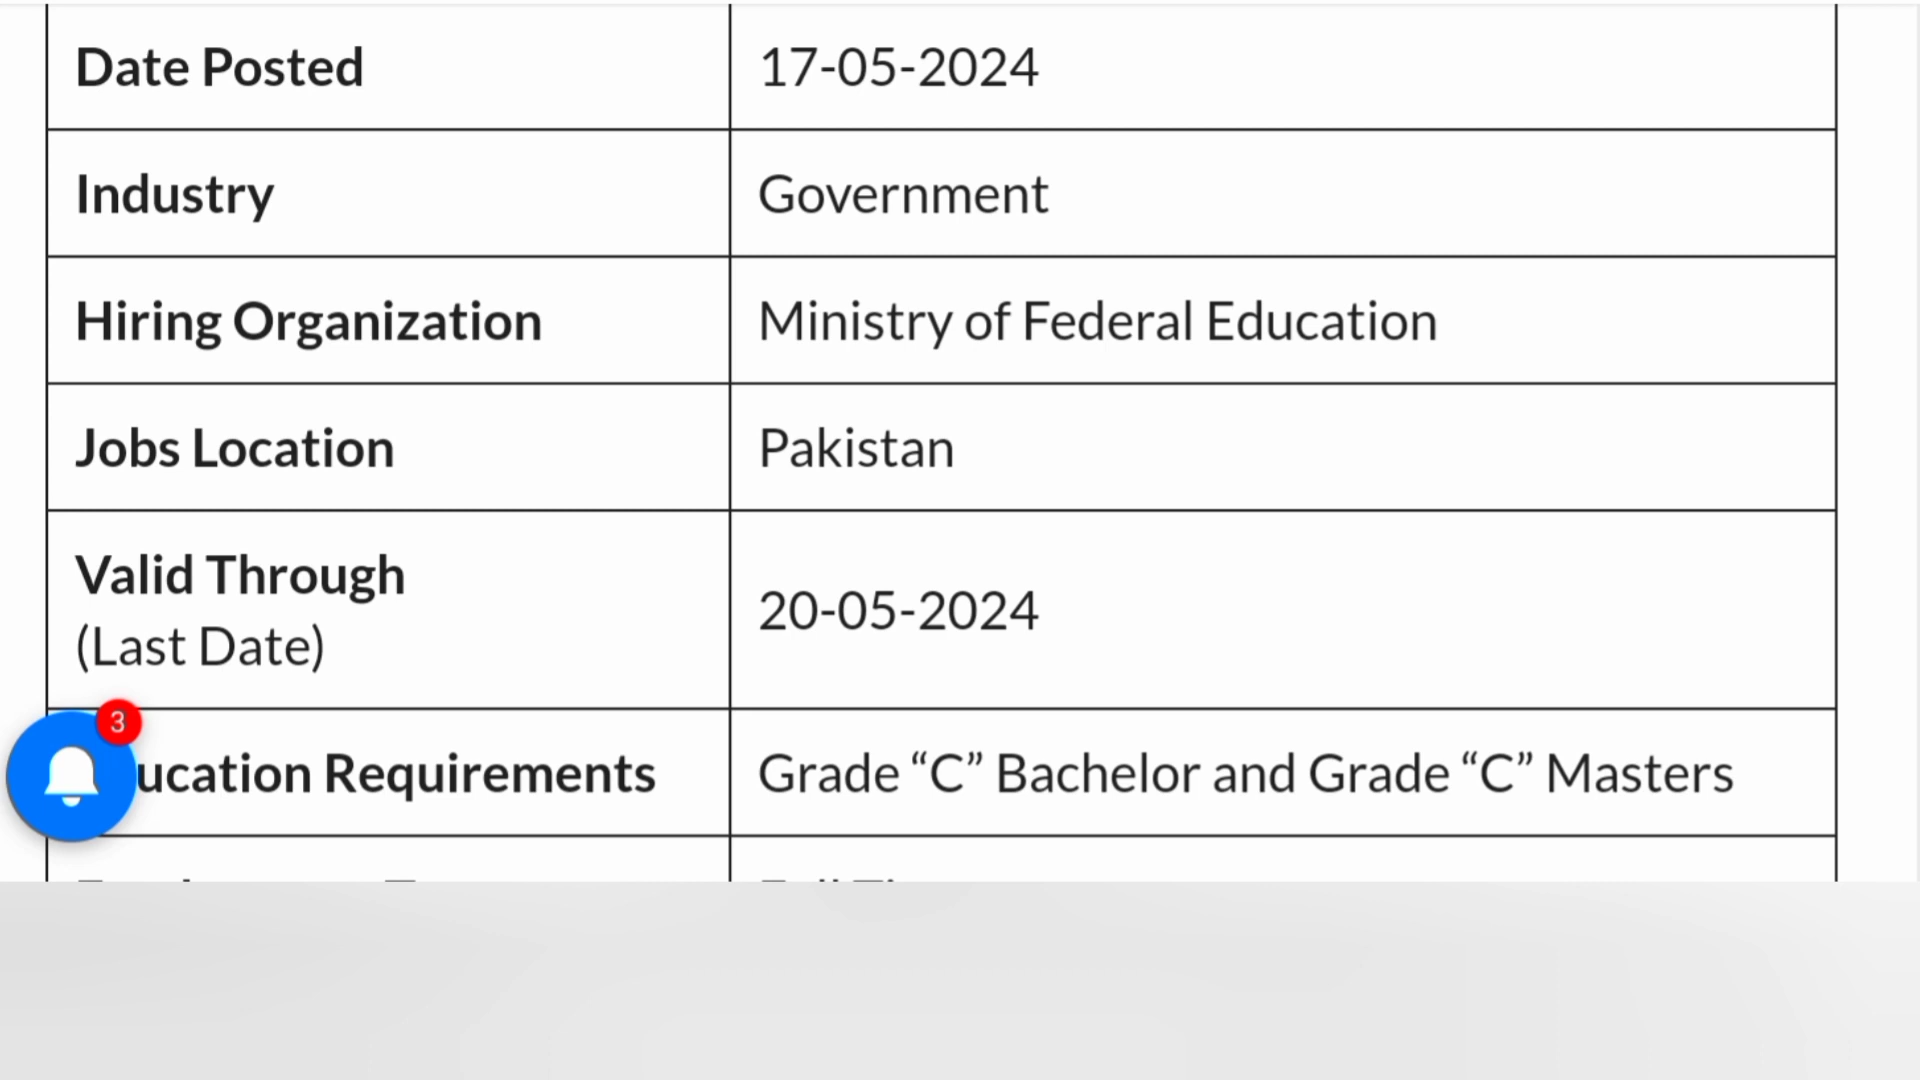 Date Posted 17-05-2024
Industry Government
Hiring Organization Ministry of Federal Education
Jobs Location Pakistan
Valid Through
(Last Date) 20-05-2024
3
ucation Requirements Grade “C” Bachelor and Grade “C” Masters